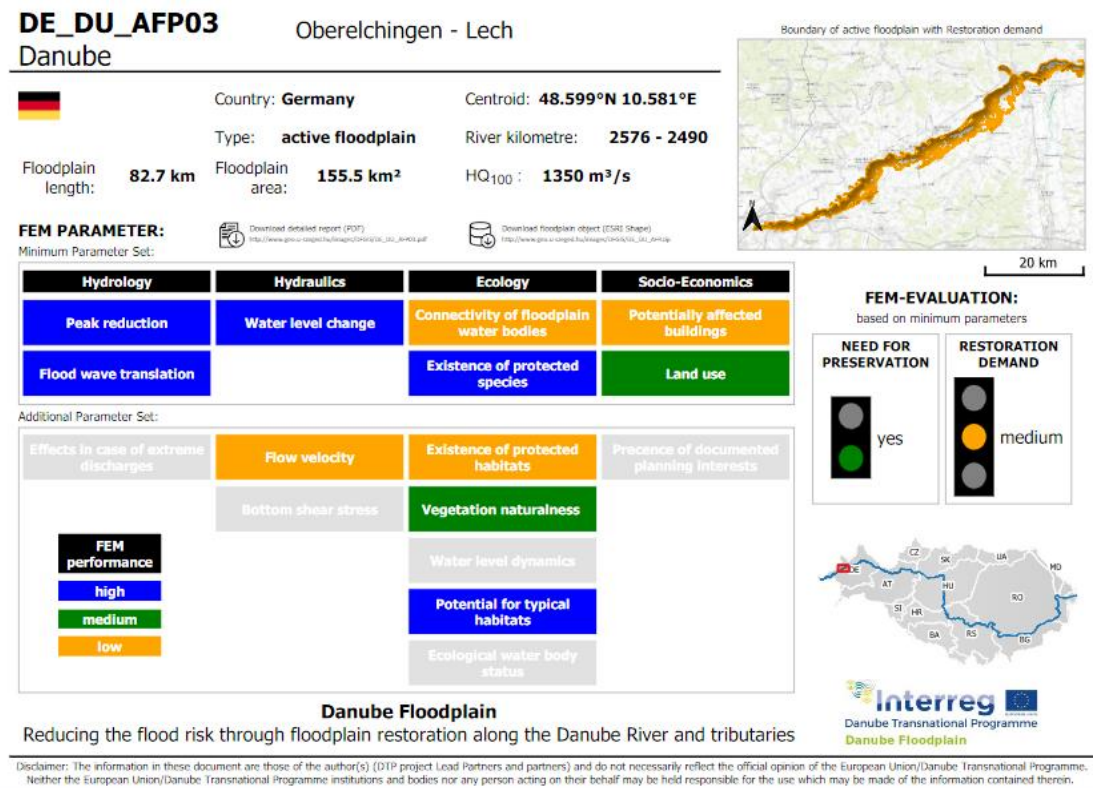 DE_DU_AFP03
Oberelchingen - Lech
Danube
Boundary of active floodplain with Restoration demand
Country: Germany
Centroid: 48.599°N 10.581°E
Type: active floodplain
River kilometre: 2576 - 2490
Floodplain length: 82.7 km
Floodplain area: 155.5 km²
HQ100 : 1350 m³/s
N
20 km
FEM PARAMETER:
Download detailed report (PDF)
Download floodplain object (ESRI Shape)
Minimum Parameter Set:
Hydrology
Hydraulics
Ecology
Socio-Economics
Peak reduction
Water level change
Connectivity of floodplain
water bodies
Potentially affected
buildings
Flood wave translation
Existence of protected
species
Land use
Additional Parameter Set:
Effects in case of extreme
discharges
Flow velocity
Existence of protected
habitats
Precence of documented
planning interests
Bottom shear stress
Vegetation naturalness
Water level dynamics
Potential for typical
habitats
Ecological water body
status
FEM
performance
high
medium
low
FEM-EVALUATION:
based on minimum parameters
NEED FOR
PRESERVATION
yes
RESTORATION
DEMAND
medium
DE
CZ
SK
UA
MD
AT
HU
RO
SI
HR
BA
RS
BG
Interreg
Danube Transnational Programme
Danube Floodplain
Danube Floodplain
Reducing the flood risk through floodplain restoration along the Danube River and tributaries
Disclaimer: The information in these document are those of the author(s) (DTP project Lead Partners and partners) and do not necessarily reflect the official opinion of the European Union/Danube Transnational Programme.
Neither the European Union/Danube Transnational Programme institutions and bodies nor any person acting on their behalf may be held responsible for the use which may be made of the information contained therein.